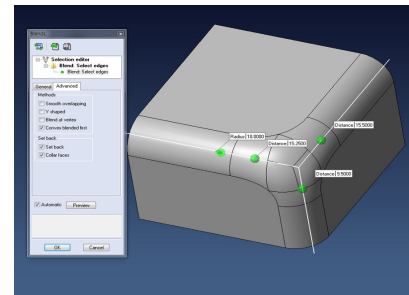 Blends
Selection editor
Blend: Select edges
Blend: Select edges
General
Advanced
Methods
Smooth overlapping
Y shaped
Blend at vertex
Convex blended first
Set back
Set back
Collar faces
Automatic
Preview
OK
Cancel
Radius 10.0000
Distance 15.2500
Distance 15.5000
Distance 9.5000